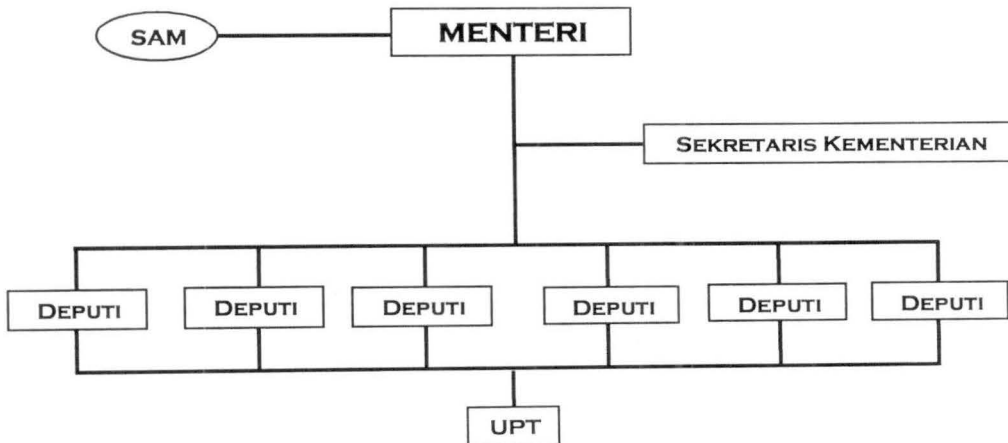 SAM
MENTERI
SEKRETARIS KEMENTERIAN
DEPUTI
DEPUTI
DEPUTI
DEPUTI
DEPUTI
DEPUTI
UPT